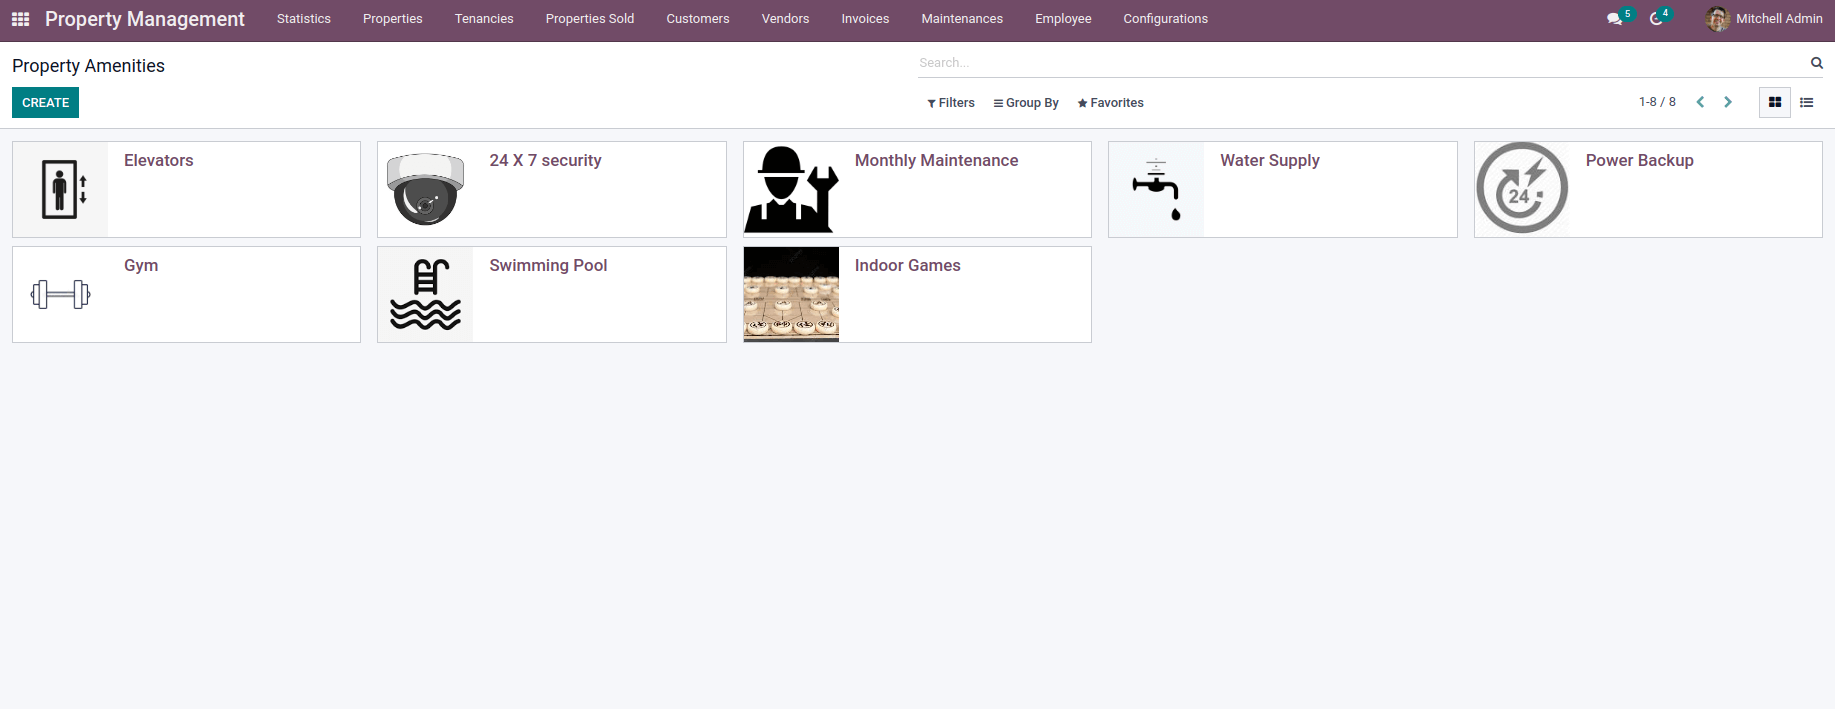 Property Management Statistics Properties Tenancies Properties Sold Customers Vendors Invoices Maintenances Employee Configurations 5 4 Mitchell Admin
Property Amenities Search...
CREATE Filters Group By Favorites 1-8 / 8
Elevators 24 X 7 security Monthly Maintenance Water Supply Power Backup
24
Gym Swimming Pool Indoor Games